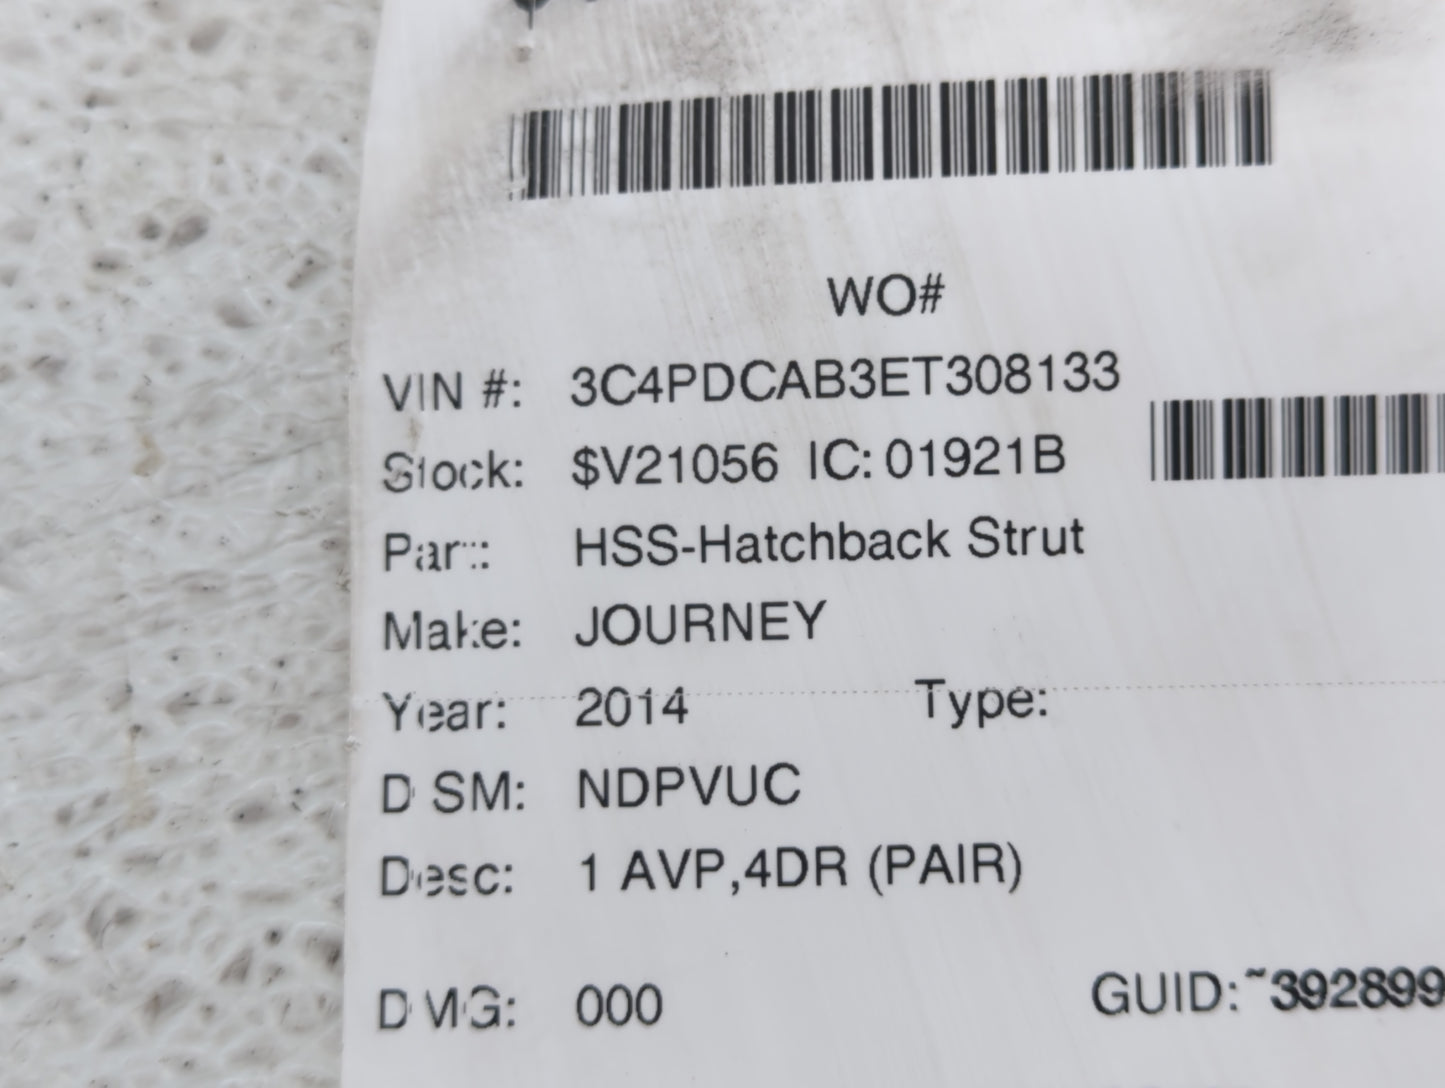 WO#
VIN #: 3C4PDCAB3ET308133
Stock: $V21056 IC: 01921B
Part: HSS-Hatchback Strut
Make: JOURNEY
Year: 2014 Type:
DISM: NDPVUC
Desc: 1 AVP,4DR (PAIR)
DMG: 000 GUID:~392899